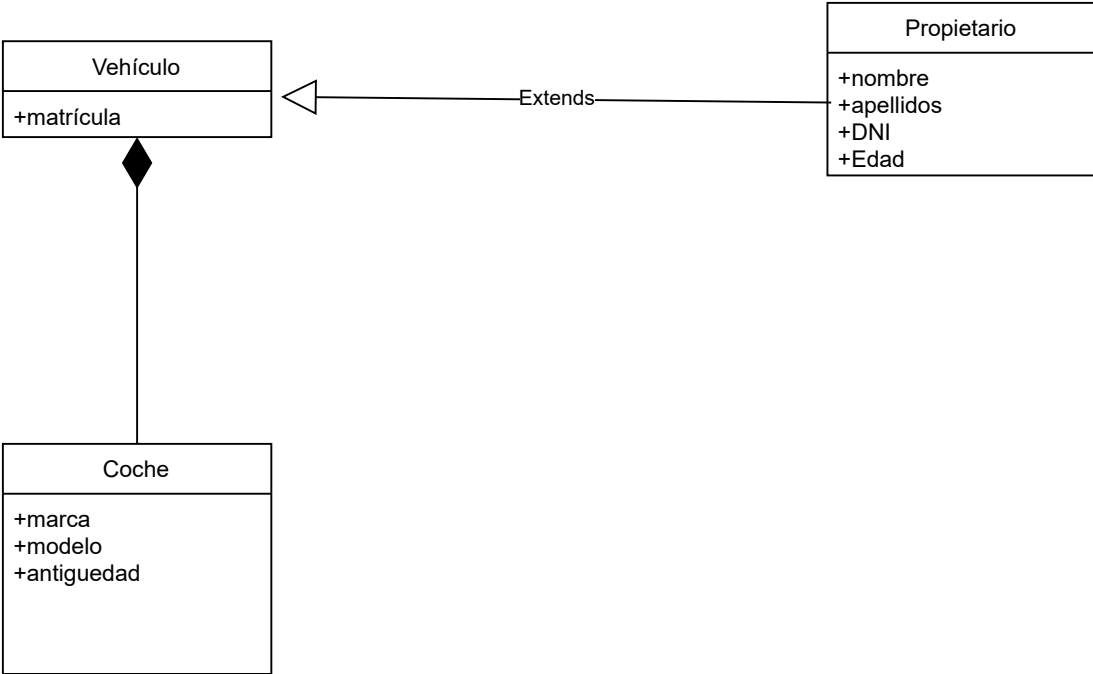 Vehículo
+matrícula
Extends
Propietario
+nombre
+apellidos
+DNI
+Edad
Coche
+marca
+modelo
+antiguedad